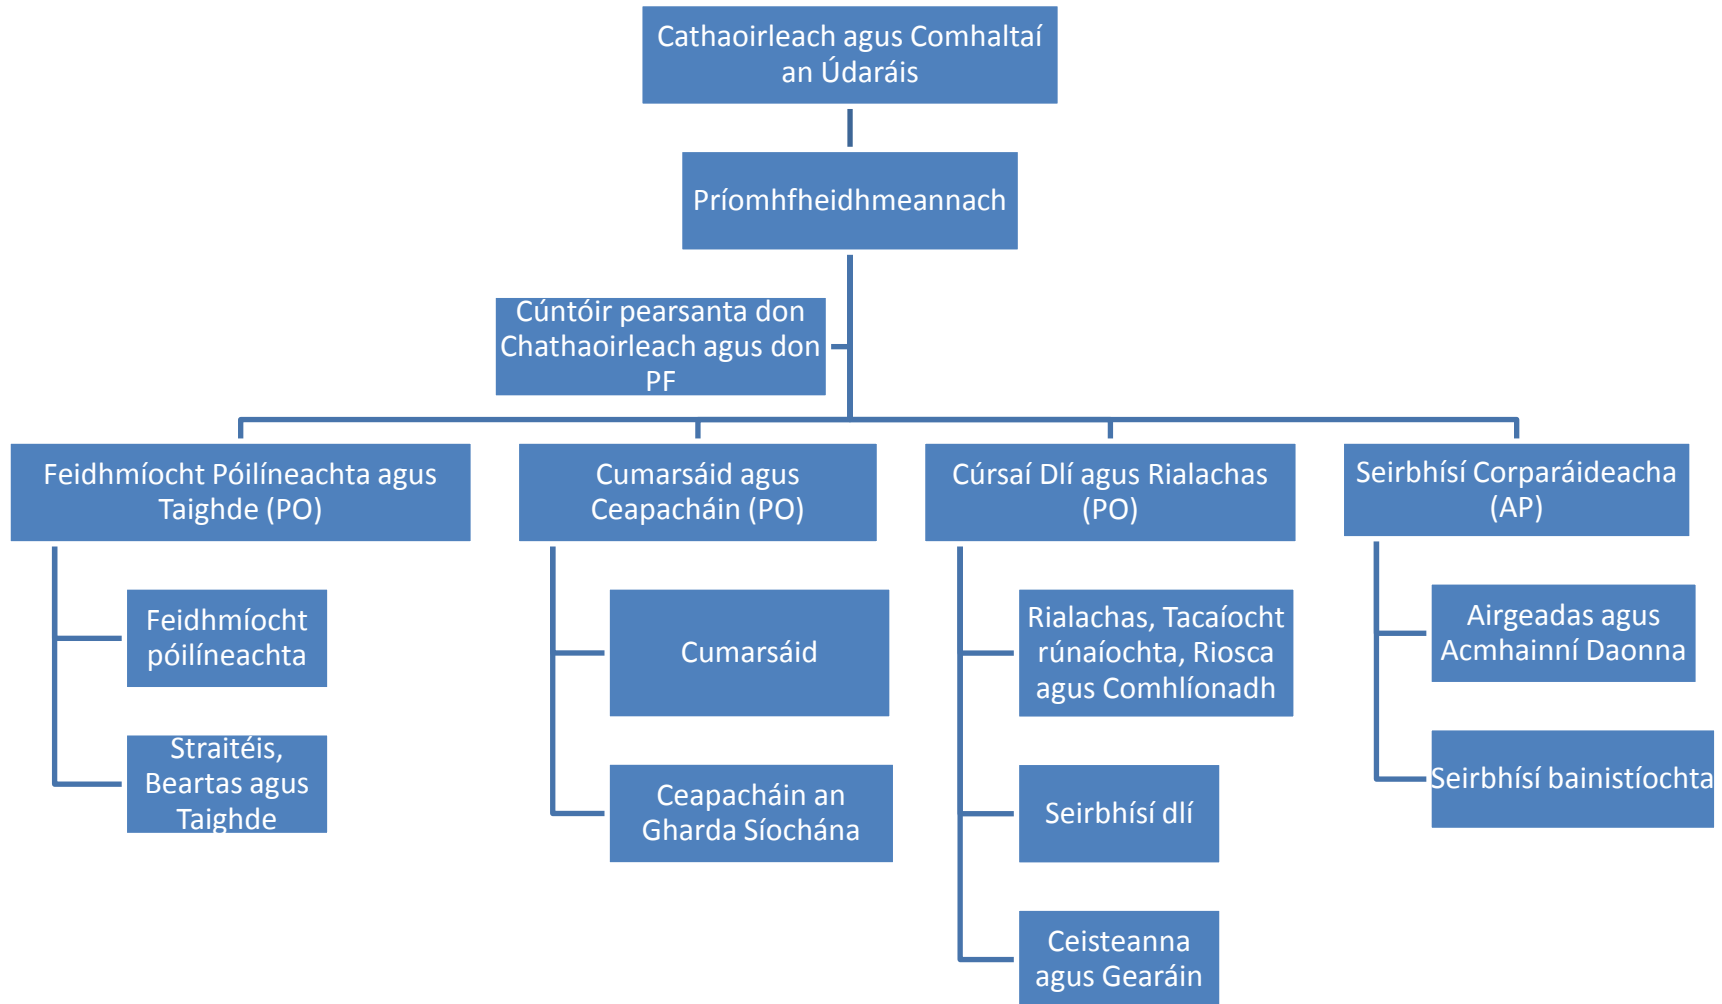 Cathaoirleach agus Comhaltaí
an Údaráis
Príomhfheidhmeannach
Cúntóir pearsanta don
Chathaoirleach agus don
PF
Feidhmíocht Póilíneachta agus
Taighde (PO)
Feidhmíocht
póilíneachta
Straitéis,
Beartas agus
Taighde
Cumarsáid agus
Ceapacháin (PO)
Cumarsáid
Ceapacháin an
Gharda Síochána
Cúrsaí Dlí agus Rialachas
(PO)
Rialachas, Tacaíocht
rúnaíochta, Riosca
agus Comhlíonadh
Seirbhísí dlí
Ceisteanna
agus Gearáin
Seirbhísí Corparáideacha
(AP)
Airgeadas agus
Acmhainní Daonna
Seirbhísí bainistíochta